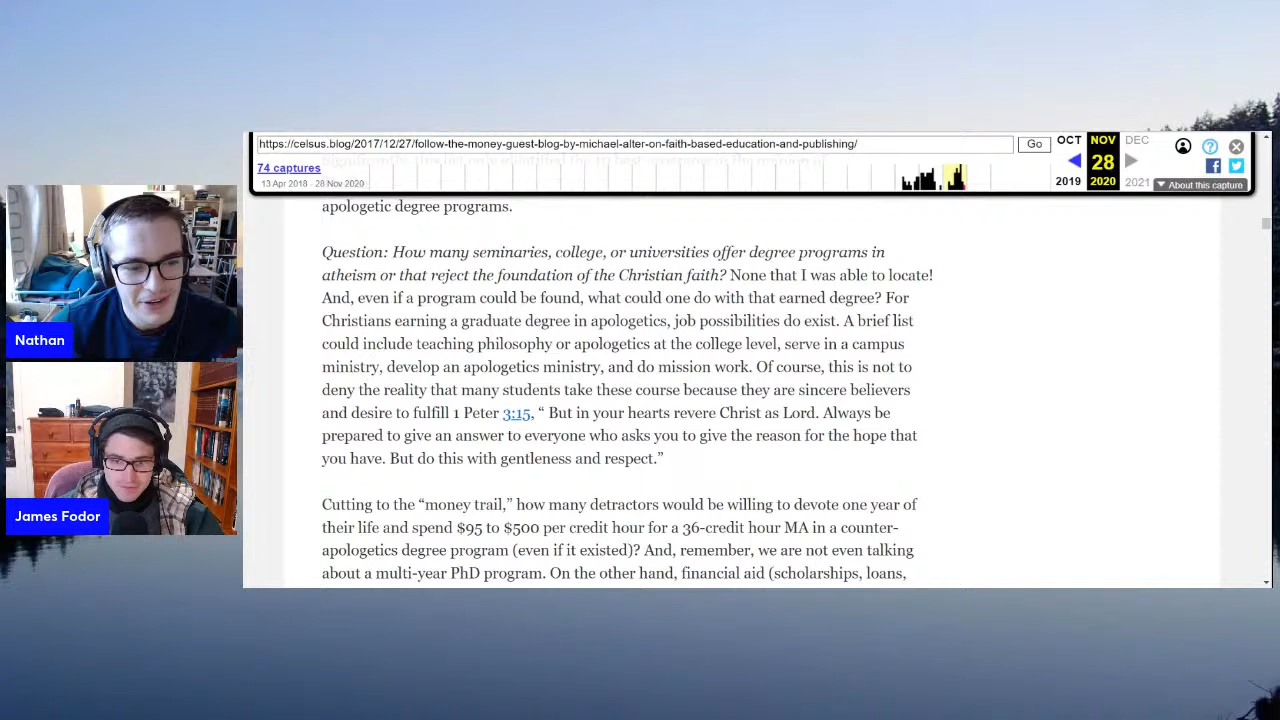 https://celsus.blog/2017/12/27/follow-the-money-guest-blog-by-michael-alter-on-faith-based-education-and-publishing/
Go
OCT
NOV
DEC
74 captures
28
13 Apr 2018 - 28 Nov 2020
2019
2020
2021
About this capture
apologetic degree programs.
Question: How many seminaries, college, or universities offer degree programs in
atheism or that reject the foundation of the Christian faith? None that I was able to locate!
And, even if a program could be found, what could one do with that earned degree? For
Christians earning a graduate degree in apologetics, job possibilities do exist. A brief list
could include teaching philosophy or apologetics at the college level, serve in a campus
ministry, develop an apologetics ministry, and do mission work. Of course, this is not to
deny the reality that many students take these course because they are sincere believers
and desire to fulfill 1 Peter 3:15, “ But in your hearts revere Christ as Lord. Always be
prepared to give an answer to everyone who asks you to give the reason for the hope that
you have. But do this with gentleness and respect.”
Cutting to the “money trail,” how many detractors would be willing to devote one year of
their life and spend $95 to $500 per credit hour for a 36-credit hour MA in a counter-
apologetics degree program (even if it existed)? And, remember, we are not even talking
about a multi-year PhD program. On the other hand, financial aid (scholarships, loans,
Nathan
James Fodor